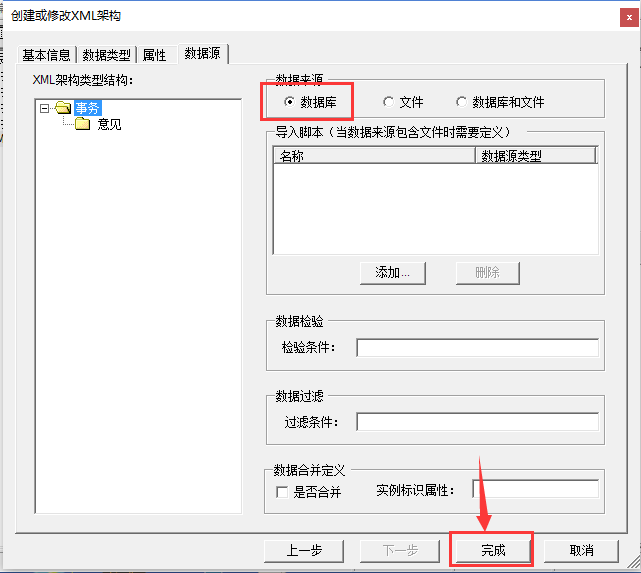 创建或修改XML架构
基本信息 数据类型 属性 数据源
XML架构类型结构：
事务
意见
数据来源
数据库 文件 数据库和文件
导入脚本（当数据来源包含文件时需要定义）
名称 数据源类型
添加... 删除
数据检验
检验条件：
数据过滤
过滤条件：
数据合并定义
是否合并 实例标识属性：
上一步 下一步 完成 取消